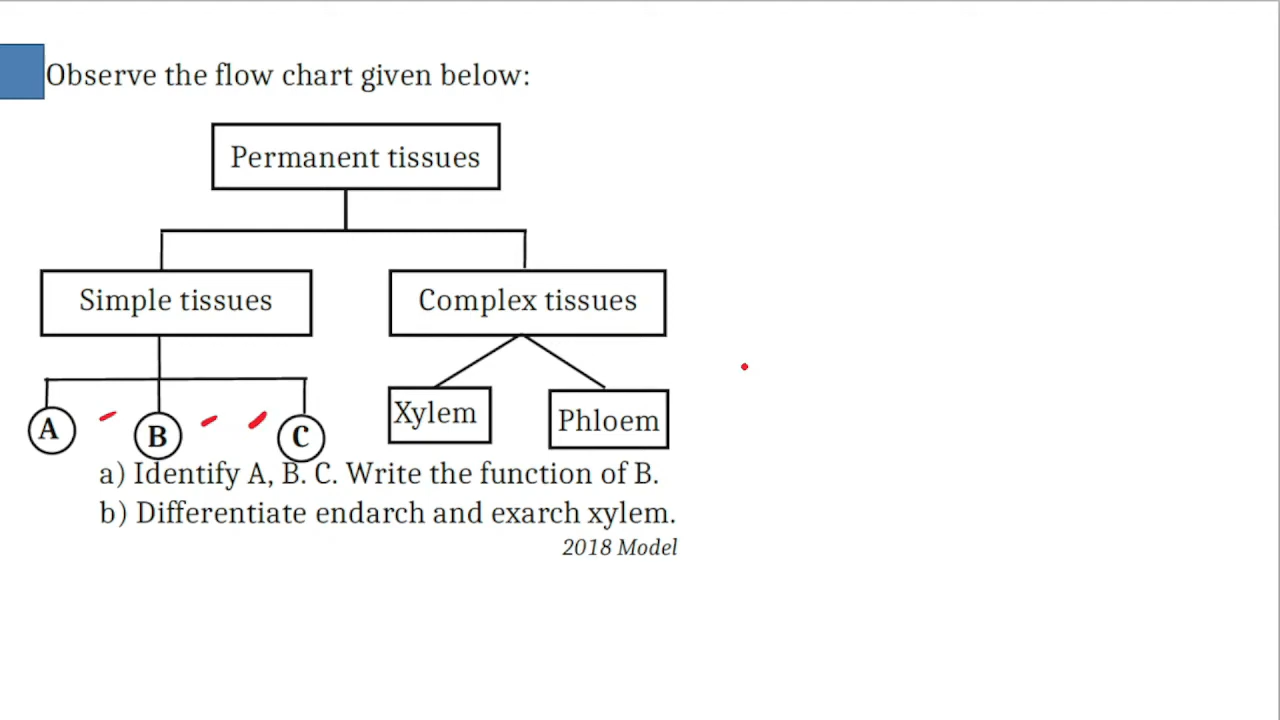 Observe the flow chart given below:
Permanent tissues
Simple tissues
Complex tissues
Xylem
Phloem
A
B
C
a) Identify A, B. C. Write the function of B.
b) Differentiate endarch and exarch xylem.
2018 Model